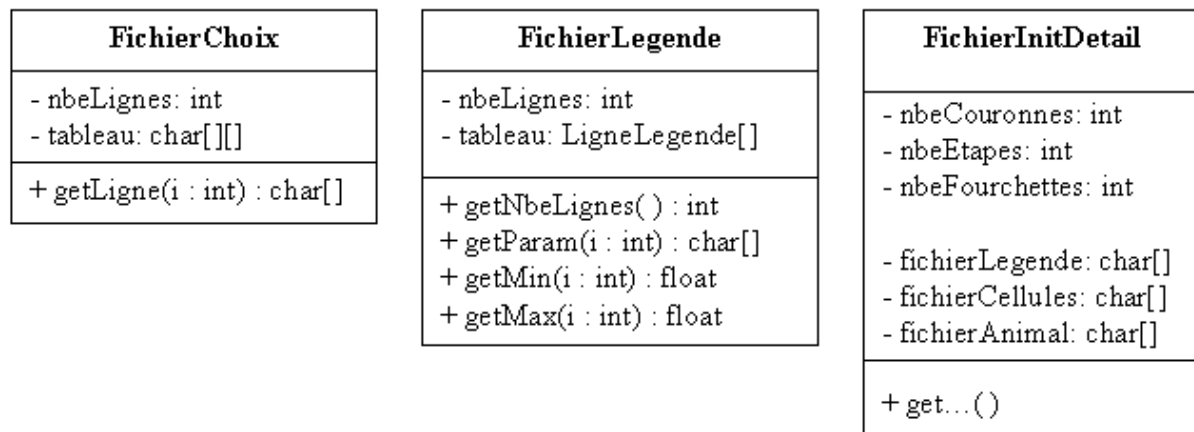 FichierChoix
- nbeLignes: int
- tableau: char[][]
+ getLigne(i : int) : char[]
FichierLegende
- nbeLignes: int
- tableau: LigneLegende[]
+ getNbeLignes( ) : int
+ getParam(i : int) : char[]
+ getMin(i : int) : float
+ getMax(i : int) : float
FichierInitDetail
- nbeCouronnes: int
- nbeEtapes: int
- nbeFourchettes: int
- fichierLegende: char[]
- fichierCellules: char[]
- fichierAnimal: char[]
+ get...( )